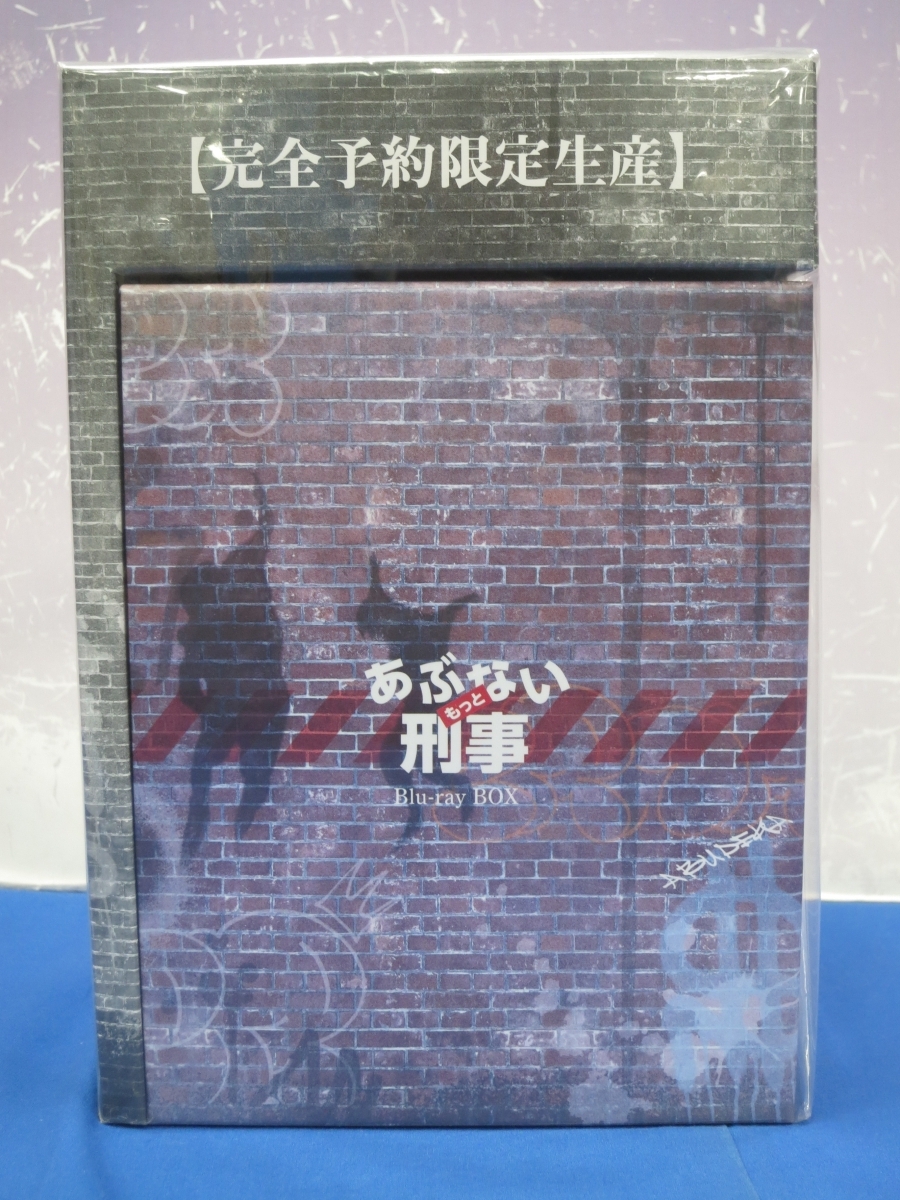 【完全予約限定生産】
あぶない
もっと
刑事
Blu-ray BOX